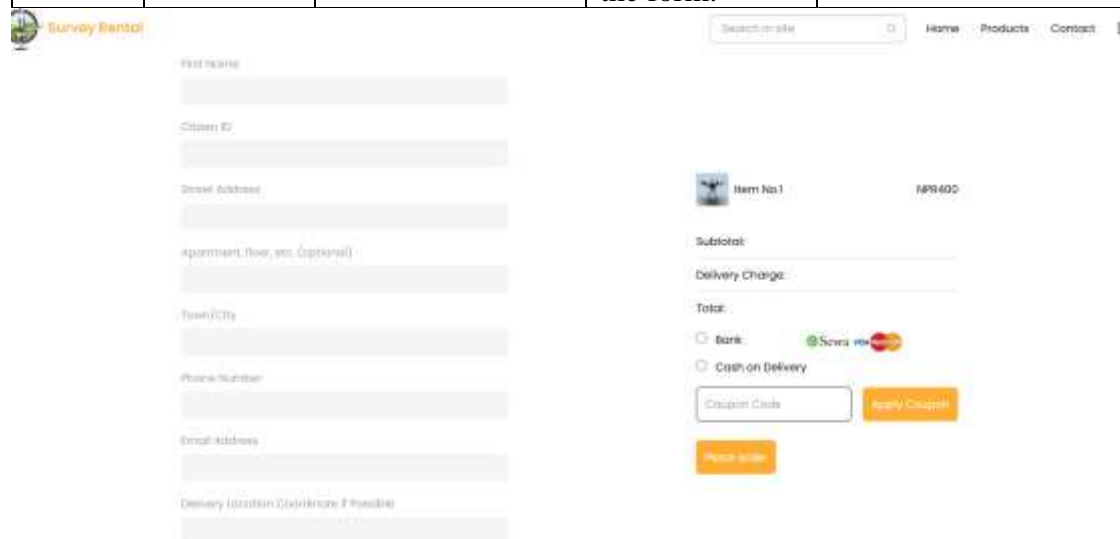 the form.
Survey Rental
Search in site
Home Products Contact
First Name
Citizen ID
Street Address
Apartment, floor, etc. (optional)
Town/City
Phone Number
Email Address
Delivery Location Coordinate if Possible
Item No.1 NPR400
Subtotal:
Delivery Charge:
Total:
Bank eSewa VISA
Cash on Delivery
Coupon Code Apply Coupon
Place order